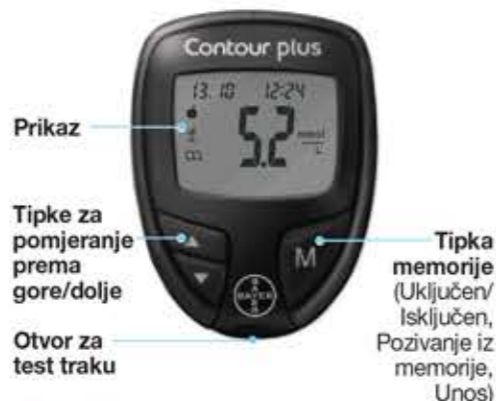 Contour plus
13.10 12:24
5.2 mmol/L
Prikaz
Tipke za
pomjeranje
prema
gore/dolje
M
BAYER
Tipka
memorije
(Uključen/
Isključen,
Pozivanje iz
memorije,
Unos)
Otvor za
test traku